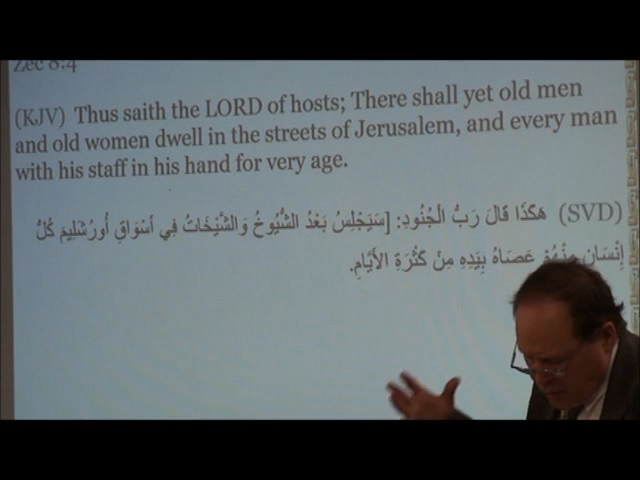 Zec 8:4
(KJV) Thus saith the LORD of hosts; There shall yet old men
and old women dwell in the streets of Jerusalem, and every man
with his staff in his hand for very age.
(SVD) هَكَذَا قَالَ رَبُّ الْجُنُودِ: [سَيَجْلِسُ بَعْدُ الشُّيُوخُ وَالشَّيْخَاتُ فِي أَسْوَاقِ أُورُشَلِيمَ كُلُّ
إِنْسَانٍ مِنْهُمْ عَصَاهُ بِيَدِهِ مِنْ كَثْرَةِ الأَيَّامِ.